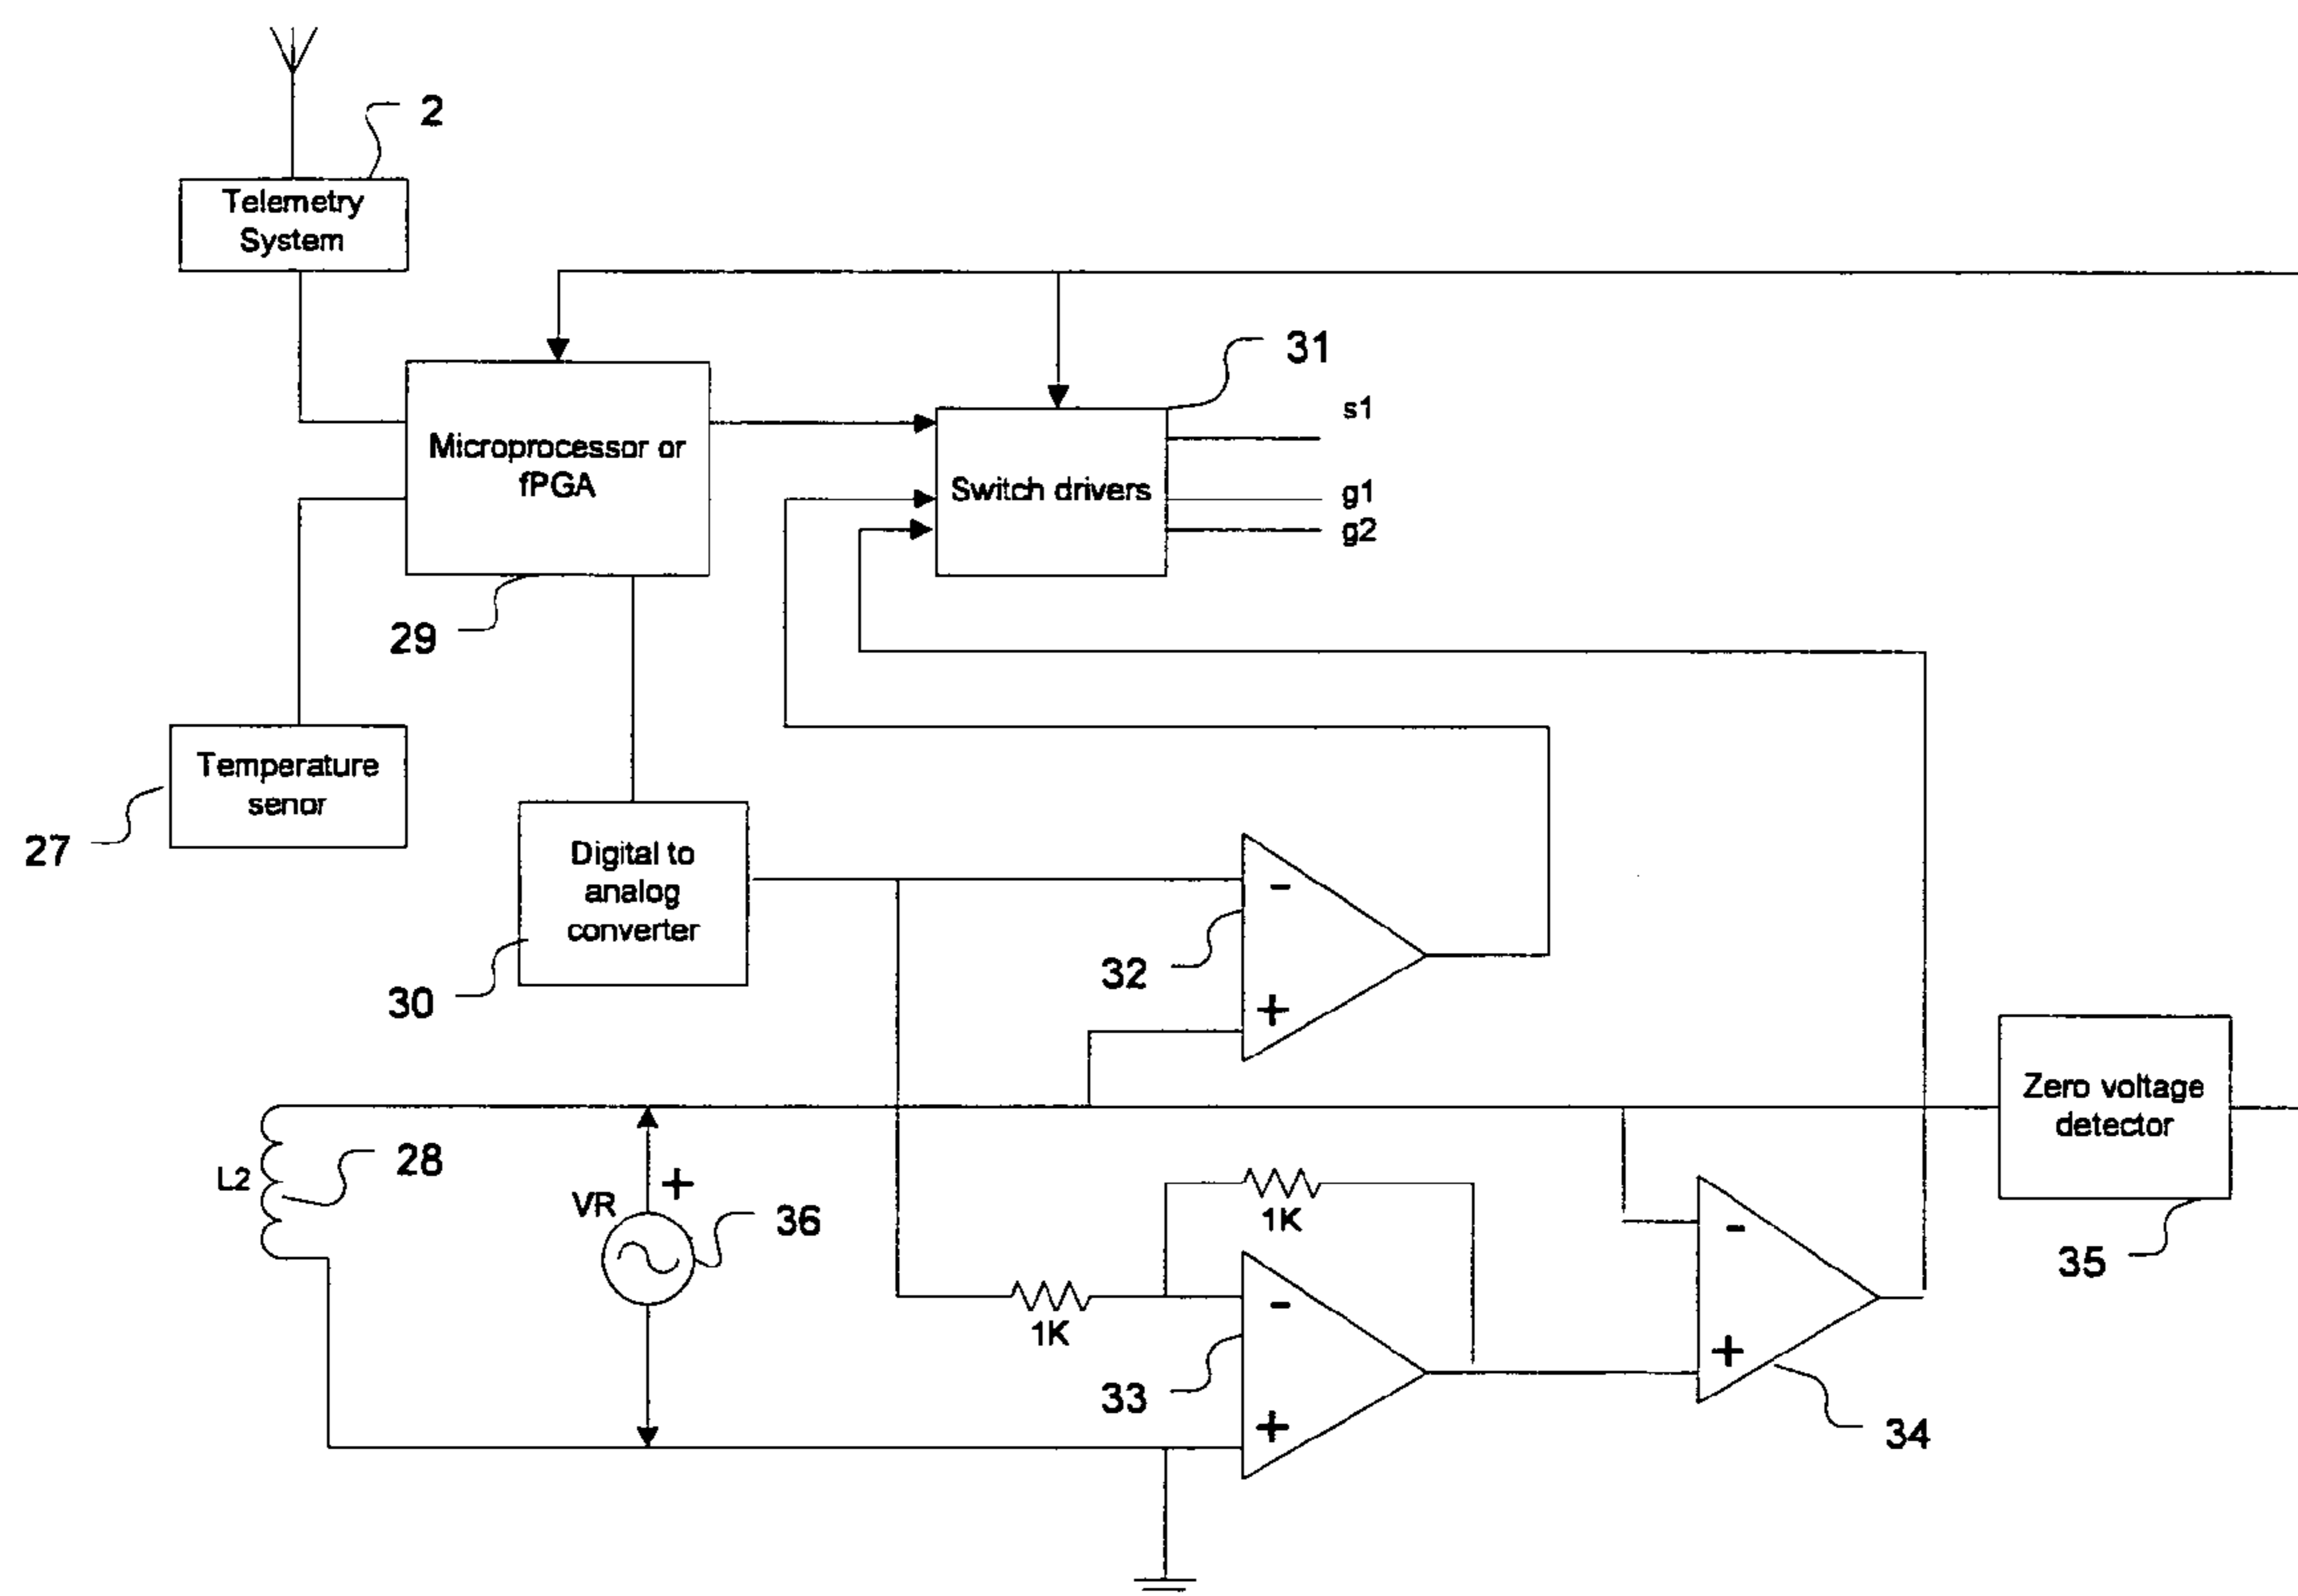 2
Telemetry
System
31
s1
Microprocessor or
fPGA
Switch drivers
g1
g2
29
Temperature
senor
27
Digital to
analog
converter
30
-
32
+
Zero voltage
detector
L2
28
VR
+
36
1K
-
35
1K
-
+
33
+
34